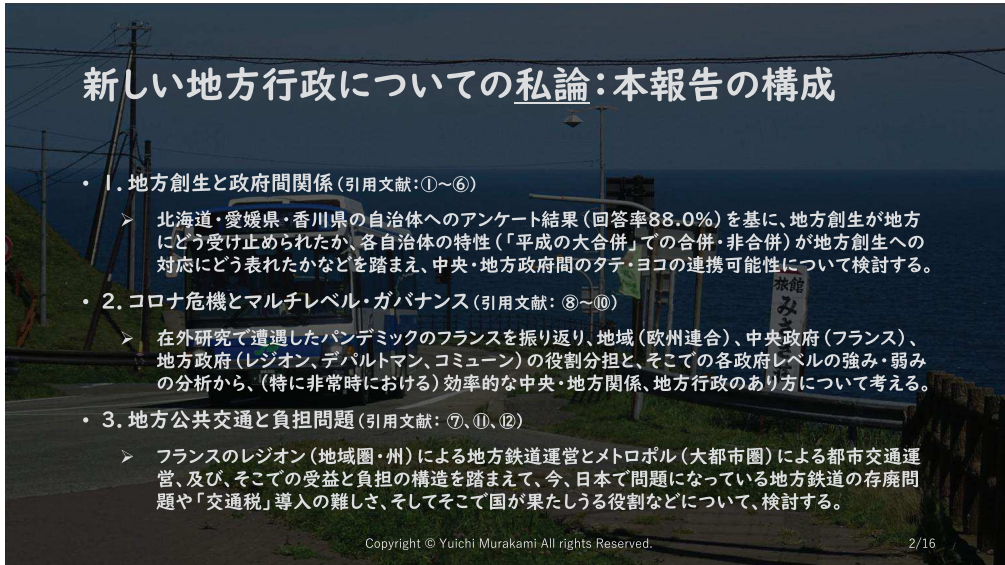 新しい地方行政についての私論：本報告の構成
• 1．地方創生と政府間関係（引用文献：①～⑥）
➢ 北海道・愛媛県・香川県の自治体へのアンケート結果（回答率88.0%）を基に、地方創生が地方
にどう受け止められたか、各自治体の特性（「平成の大合併」での合併・非合併）が地方創生への
対応にどう表れたかなどを踏まえ、中央・地方政府間のタテ・ヨコの連携可能性について検討する。
• 2．コロナ危機とマルチレベル・ガバナンス（引用文献： ⑧～⑩）
➢ 在外研究で遭遇したパンデミックのフランスを振り返り、地域（欧州連合）、中央政府（フランス）、
地方政府（レジオン、デパルトマン、コミューン）の役割分担と、そこでの各政府レベルの強み・弱み
の分析から、（特に非常時における）効率的な中央・地方関係、地方行政のあり方について考える。
• 3．地方公共交通と負担問題（引用文献： ⑦、⑪、⑫）
➢ フランスのレジオン（地域圏・州）による地方鉄道運営とメトロポル（大都市圏）による都市交通運
営、及び、そこでの受益と負担の構造を踏まえて、今、日本で問題になっている地方鉄道の存廃問
題や「交通税」導入の難しさ、そしてそこで国が果たしうる役割などについて、検討する。
旅館
み
Copyright © Yuichi Murakami All rights Reserved.
2/16